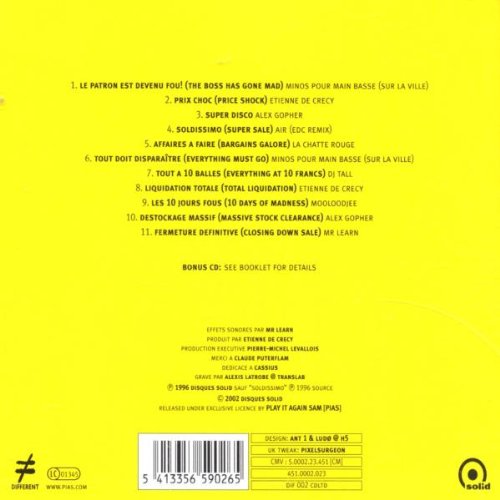 1. LE PATRON EST DEVENU FOU! (THE BOSS HAS GONE MAD) MINOS POUR MAIN BASSE (SUR LA VILLE)
2. PRIX CHOC (PRICE SHOCK) ETIENNE DE CRECY
3. SUPER DISCO ALEX GOPHER
4. SOLDISSIMO (SUPER SALE) AIR (EDC REMIX)
5. AFFAIRES A FAIRE (BARGAINS GALORE) LA CHATTE ROUGE
6. TOUT DOIT DISPARAÎTRE (EVERYTHING MUST GO) MINOS POUR MAIN BASSE (SUR LA VILLE)
7. TOUT A 10 BALLES (EVERYTHING AT 10 FRANCS) DJ TALL
8. LIQUIDATION TOTALE (TOTAL LIQUIDATION) ETIENNE DE CRECY
9. LES 10 JOURS FOUS (10 DAYS OF MADNESS) MOOLOODJEE
10. DESTOCKAGE MASSIF (MASSIVE STOCK CLEARANCE) ALEX GOPHER
11. FERMETURE DEFINITIVE (CLOSING DOWN SALE) MR LEARN
BONUS CD: SEE BOOKLET FOR DETAILS
EFFETS SONORES PAR MR LEARN
PRODUIT PAR ETIENNE DE CRECY
PRODUCTION EXECUTIVE PIERRE-MICHEL LEVALLOIS
MERCI A CLAUDE PUTERFLAM
DEDICACE A CASSIUS
GRAVE PAR ALEXIS LATROBE @ TRANSLAB
℗ 1996 DISQUES SOLID SAUF "SOLDISSIMO" ℗ 1996 SOURCE
© 2002 DISQUES SOLID
RELEASED UNDER EXCLUSIVE LICENCE BY PLAY IT AGAIN SAM [PIAS]
≠
DIFFERENT
LC 01345
WWW.PIAS.COM
5 413356 590265
DESIGN: ANT 1 & LUDØ @ H5
UK TWEAK: PIXELSURGEON
CMV : 5.0002.23.451 [CM]
451.0002.023
DIF 002 CDLTD
solid